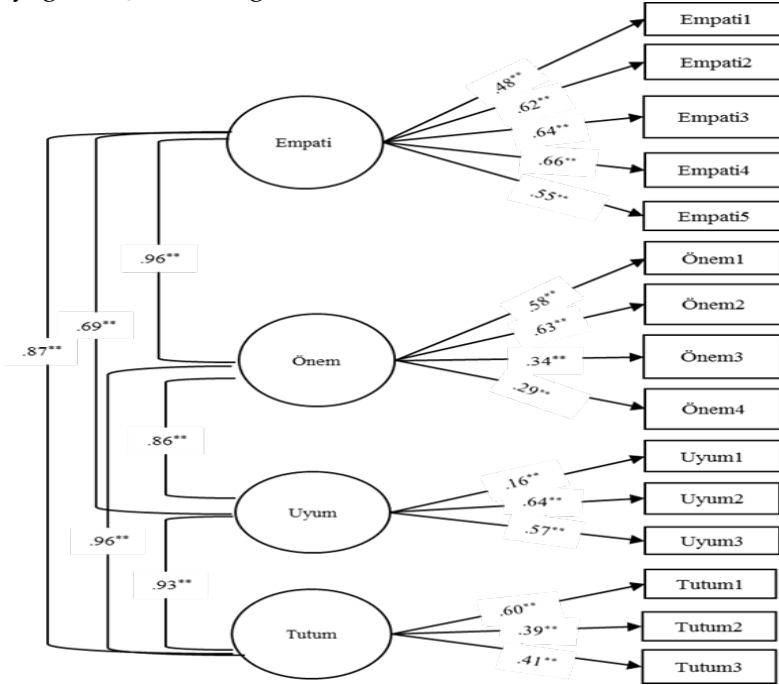 Empati1
.48**
Empati2
.62**
Empati3
Empati
.64**
Empati4
.66**
Empati5
.55**
Önem1
.96**
.58**
Önem2
.69**
.63**
.87**
Önem
.34**
Önem3
.29**
Önem4
.86**
Uyum1
.16**
Uyum2
Uyum
.64**
.96**
.57**
Uyum3
.93**
Tutum1
.60**
Tutum
.39**
Tutum2
.41**
Tutum3